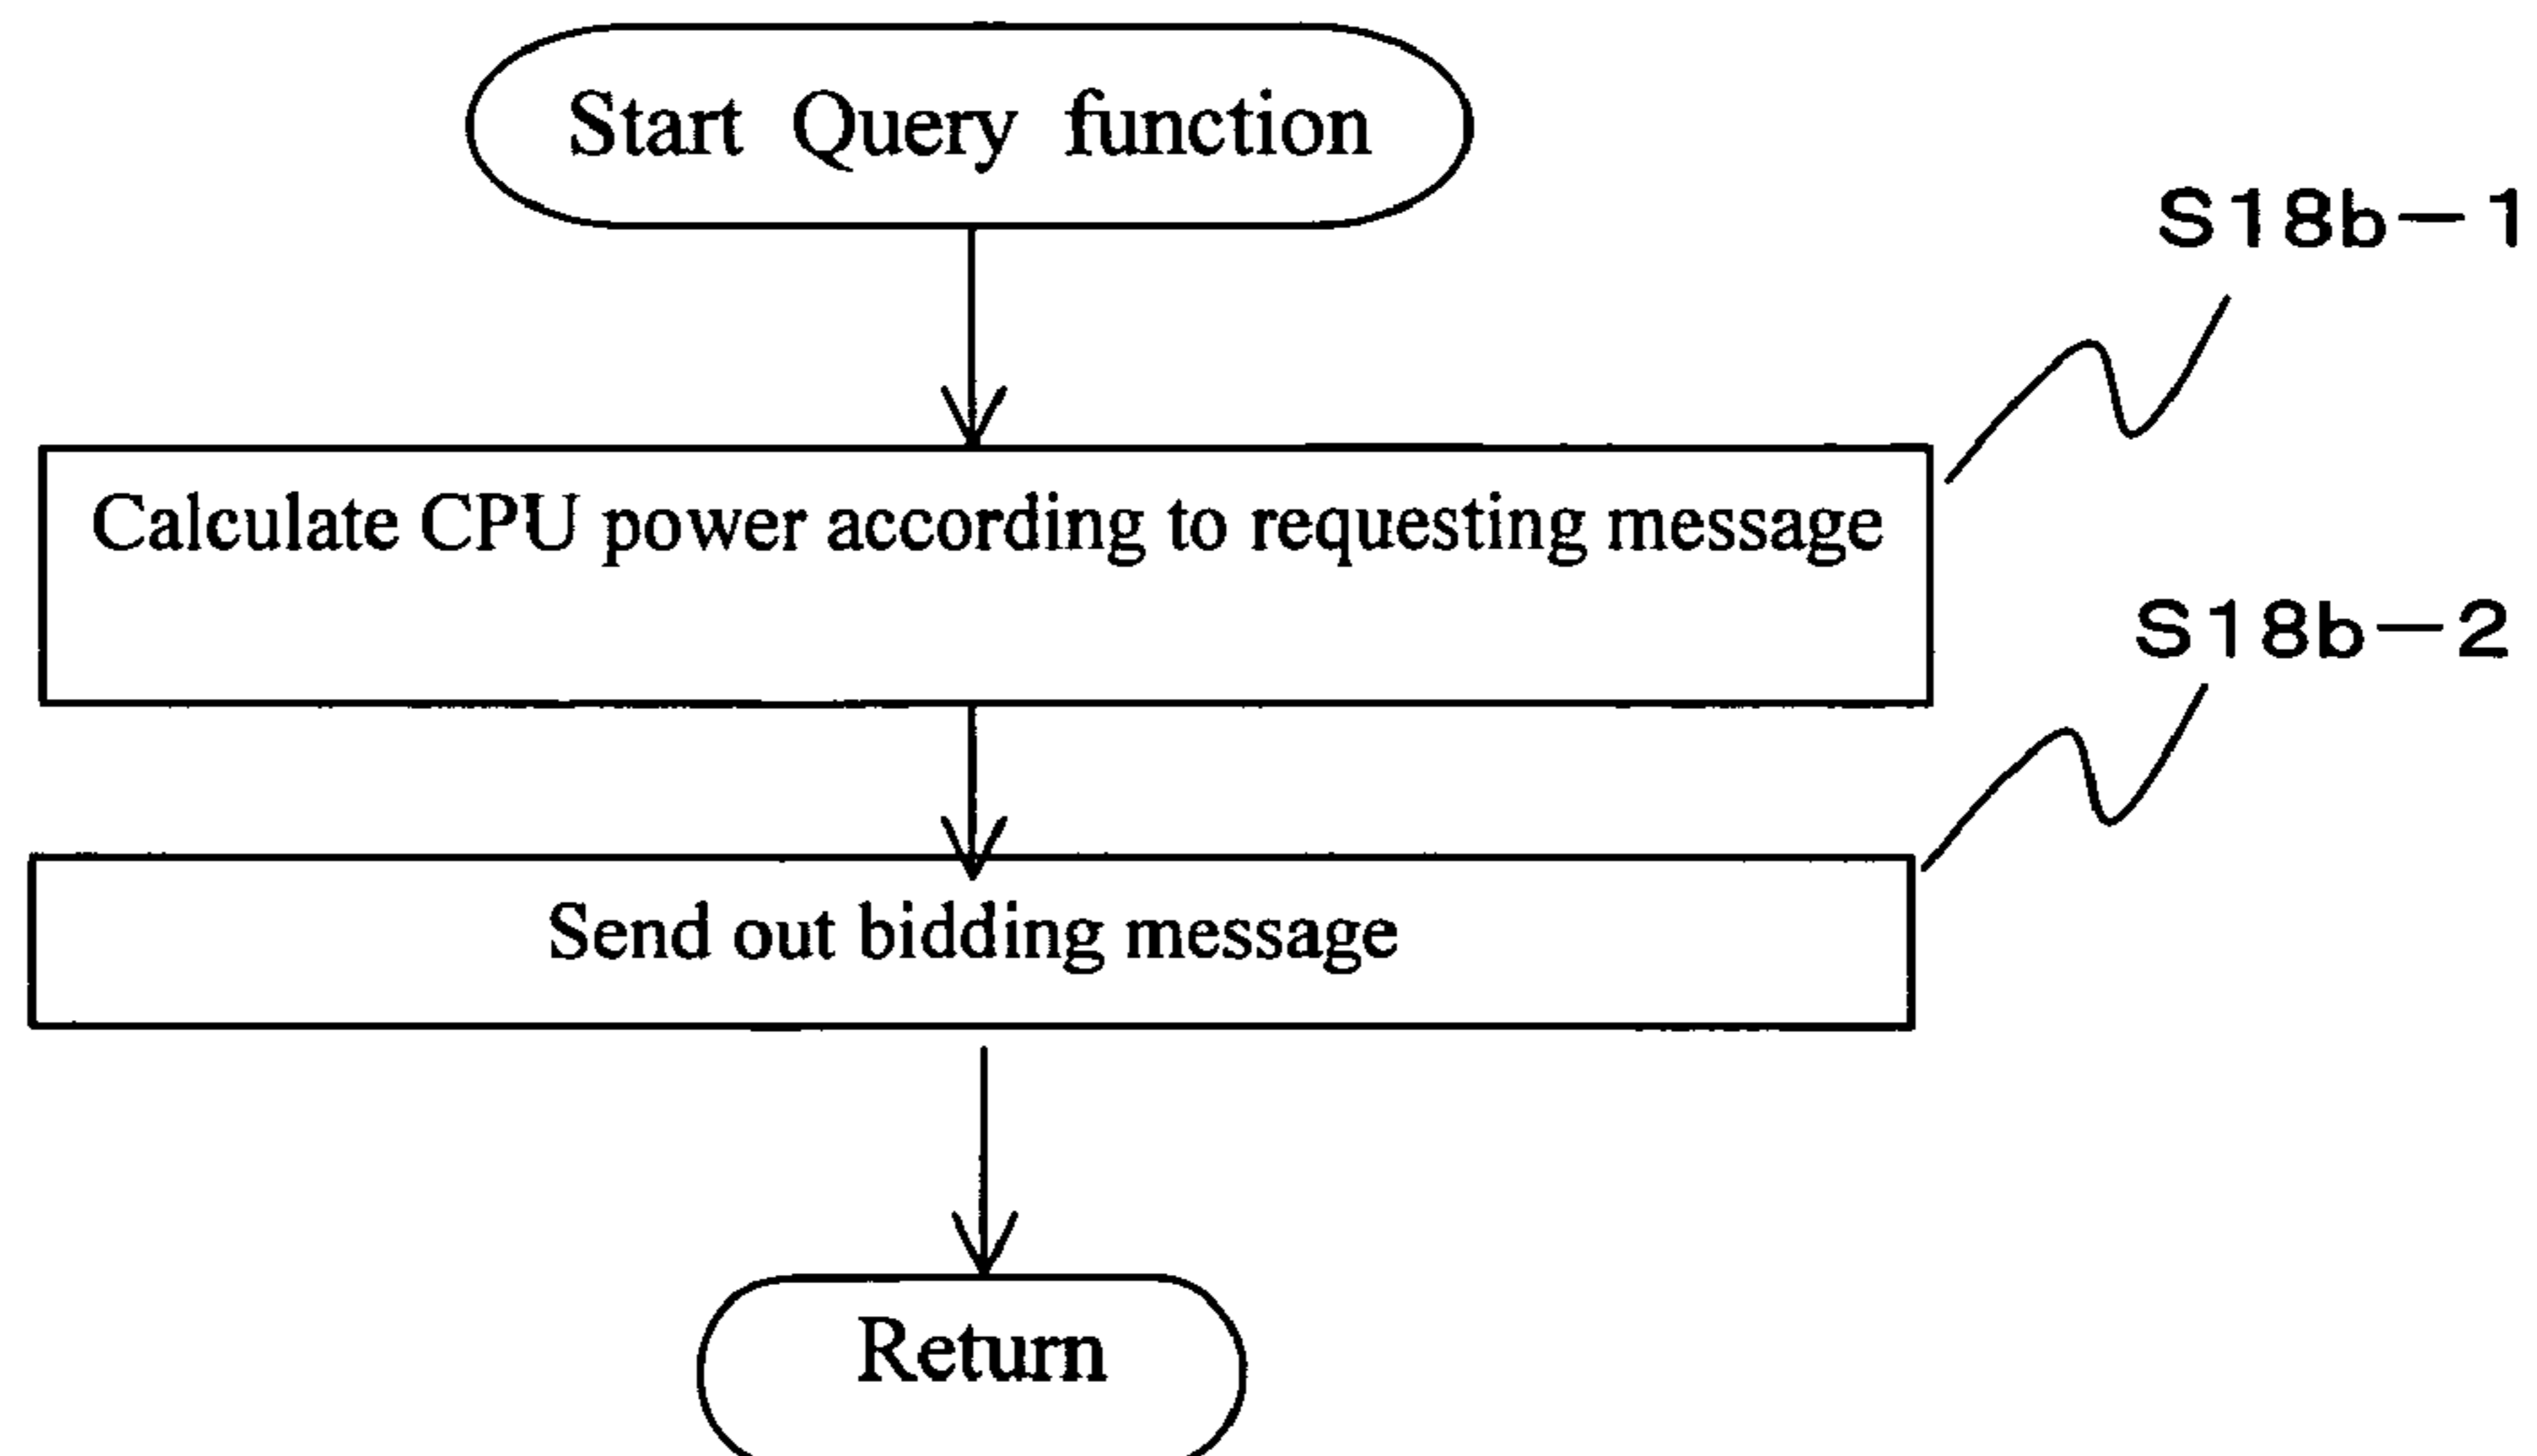 Start Query function
S18b-1
Calculate CPU power according to requesting message
S18b-2
Send out bidding message
Return